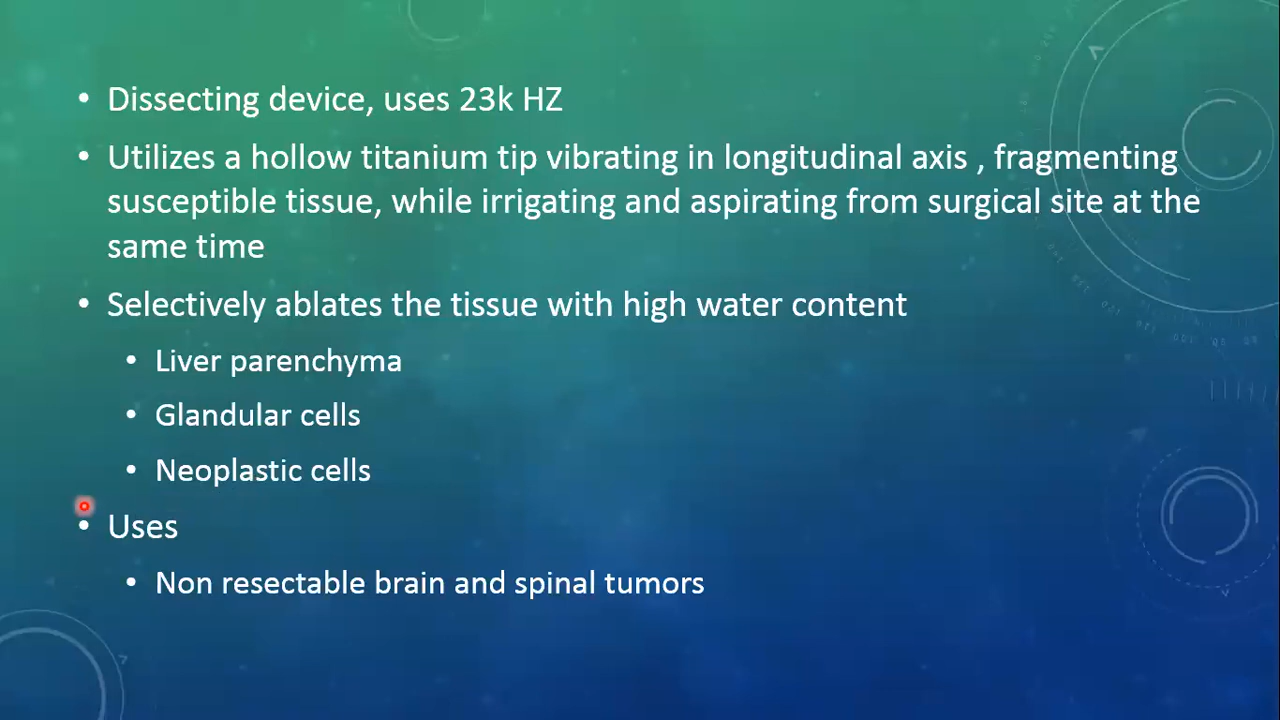 • Dissecting device, uses 23k HZ
• Utilizes a hollow titanium tip vibrating in longitudinal axis , fragmenting
susceptible tissue, while irrigating and aspirating from surgical site at the
same time
• Selectively ablates the tissue with high water content
• Liver parenchyma
• Glandular cells
• Neoplastic cells
• Uses
• Non resectable brain and spinal tumors